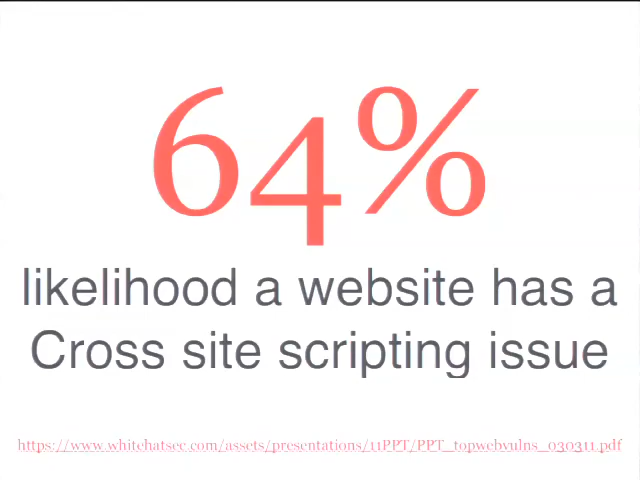 64%
likelihood a website has a
Cross site scripting issue
https://www.whitehatsec.com/assets/presentations/11PPT/PPT_topwebvulns_030311.pdf